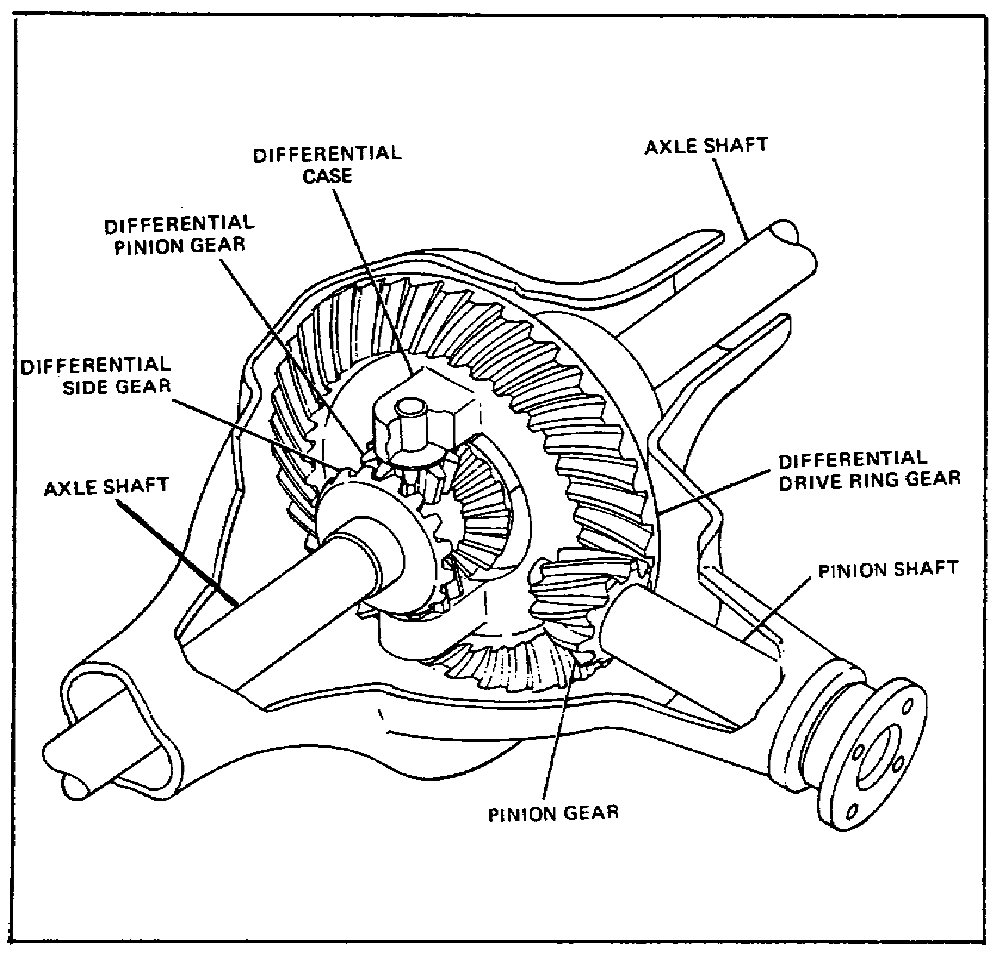 DIFFERENTIAL
CASE
AXLE SHAFT
DIFFERENTIAL
PINION GEAR
DIFFERENTIAL
SIDE GEAR
AXLE SHAFT
DIFFERENTIAL
DRIVE RING GEAR
PINION SHAFT
PINION GEAR